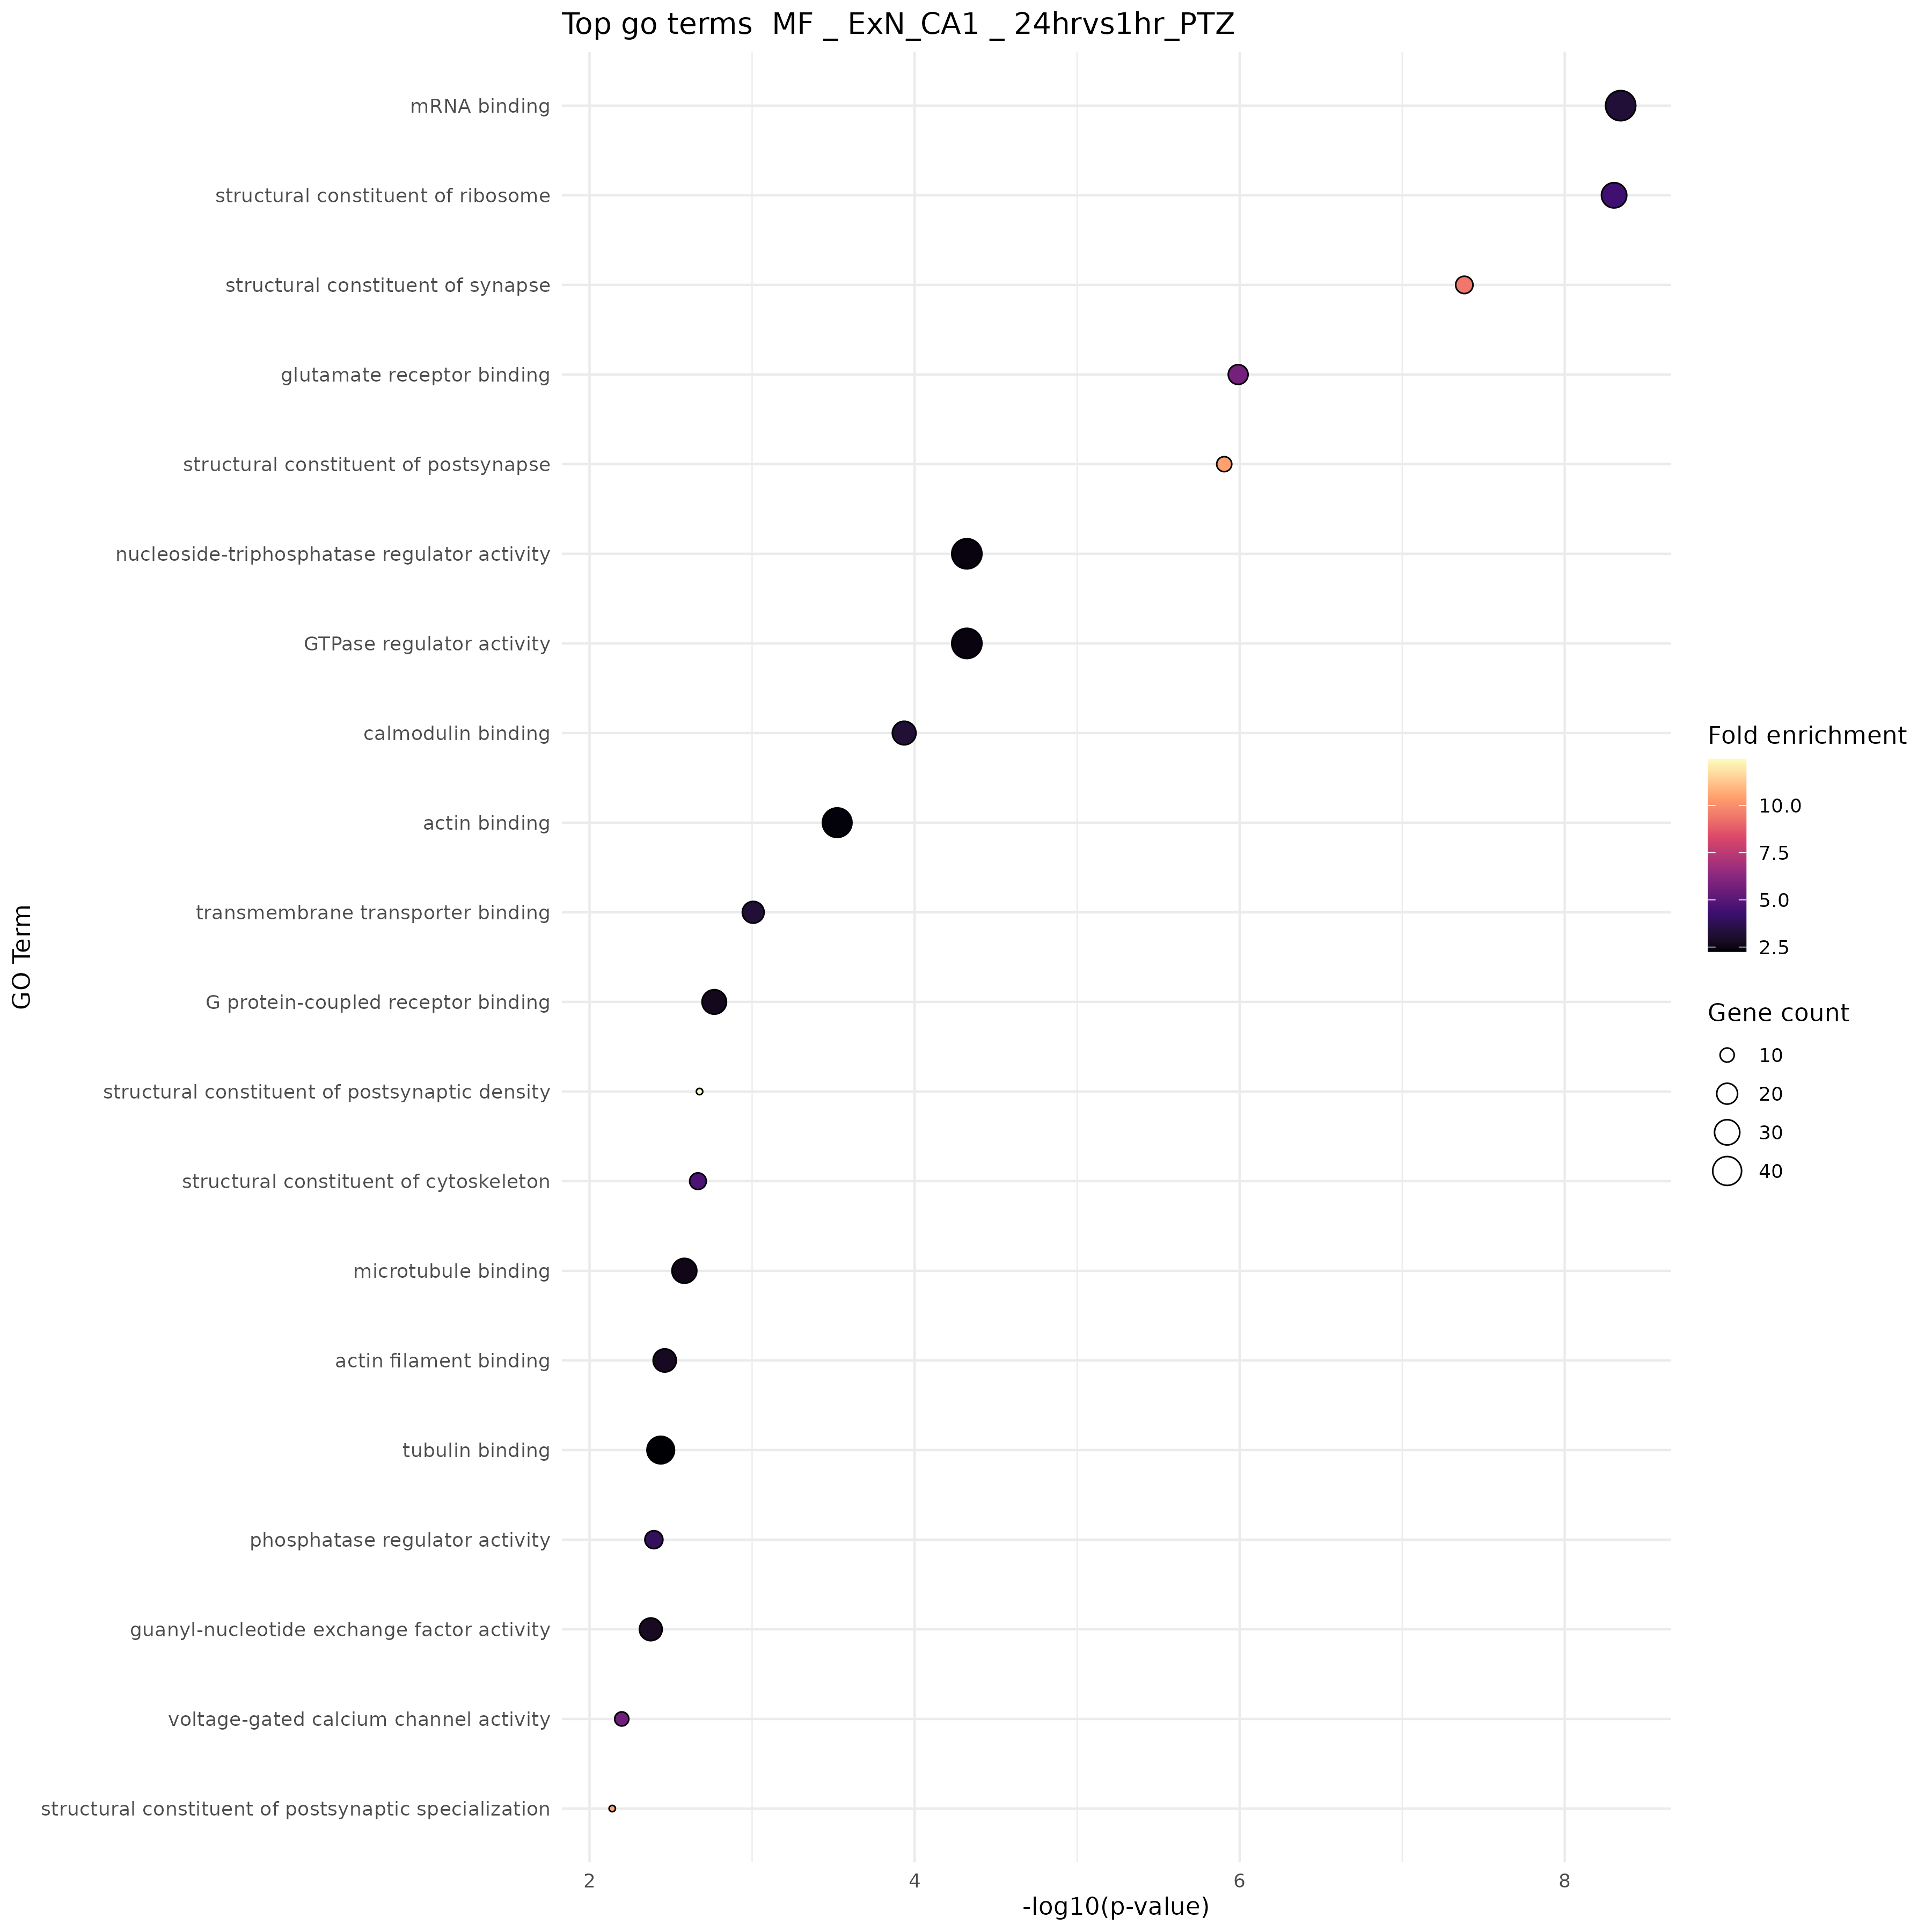 Top go terms  MF _ ExN_CA1 _ 24hrvs1hr_PTZ
GO Term
mRNA binding
structural constituent of ribosome
structural constituent of synapse
glutamate receptor binding
structural constituent of postsynapse
nucleoside-triphosphatase regulator activity
GTPase regulator activity
calmodulin binding
actin binding
transmembrane transporter binding
G protein-coupled receptor binding
structural constituent of postsynaptic density
structural constituent of cytoskeleton
microtubule binding
actin filament binding
tubulin binding
phosphatase regulator activity
guanyl-nucleotide exchange factor activity
voltage-gated calcium channel activity
structural constituent of postsynaptic specialization
2 4 6 8
-log10(p-value)
Fold enrichment
10.0
7.5
5.0
2.5
Gene count
10
20
30
40